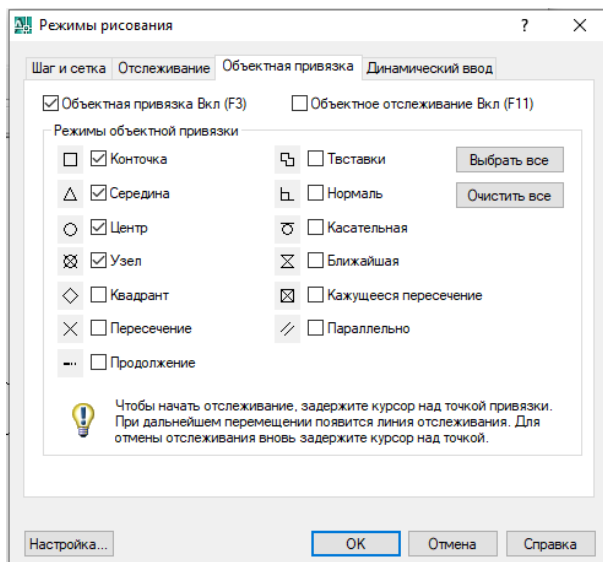 Режимы рисования
Шаг и сетка Отслеживание Объектная привязка Динамический ввод
Объектная привязка Вкл (F3) Объектное отслеживание Вкл (F11)
Режимы объектной привязки
Конточка Твставки Выбрать все
Середина Нормаль Очистить все
Центр Касательная
Узел Ближайшая
Квадрант Кажущееся пересечение
Пересечение Параллельно
Продолжение
Чтобы начать отслеживание, задержите курсор над точкой привязки.
При дальнейшем перемещении появится линия отслеживания. Для
отмены отслеживания вновь задержите курсор над точкой.
Настройка... OK Отмена Справка